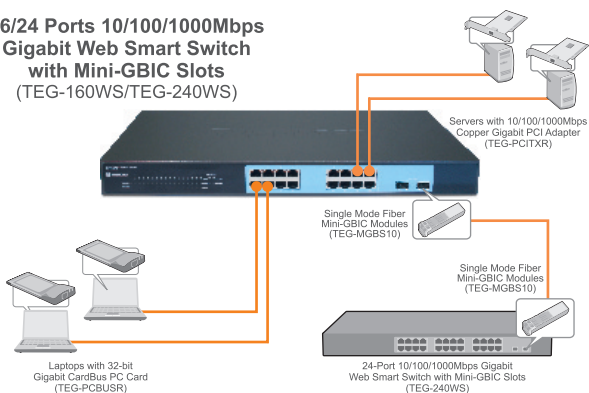 6/24 Ports 10/100/1000Mbps
Gigabit Web Smart Switch
with Mini-GBIC Slots
(TEG-160WS/TEG-240WS)
Servers with 10/100/1000Mbps
Copper Gigabit PCI Adapter
(TEG-PCITXR)
Single Mode Fiber
Mini-GBIC Modules
(TEG-MGBS10)
Single Mode Fiber
Mini-GBIC Modules
(TEG-MGBS10)
Laptops with 32-bit
Gigabit CardBus PC Card
(TEG-PCBUSR)
24-Port 10/100/1000Mbps Gigabit
Web Smart Switch with Mini-GBIC Slots
(TEG-240WS)